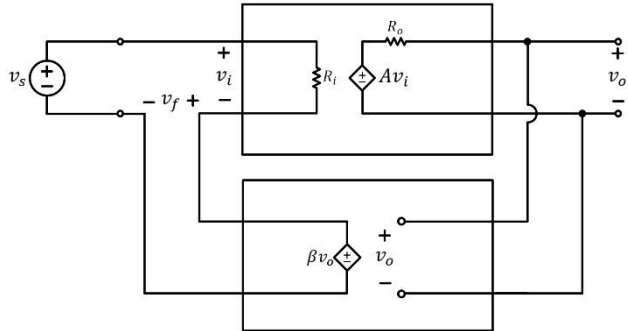 R_o
+ +
v_s + − v_i R_i ± Av_i v_o
− v_f + − −
+
βv_o ± v_o
−